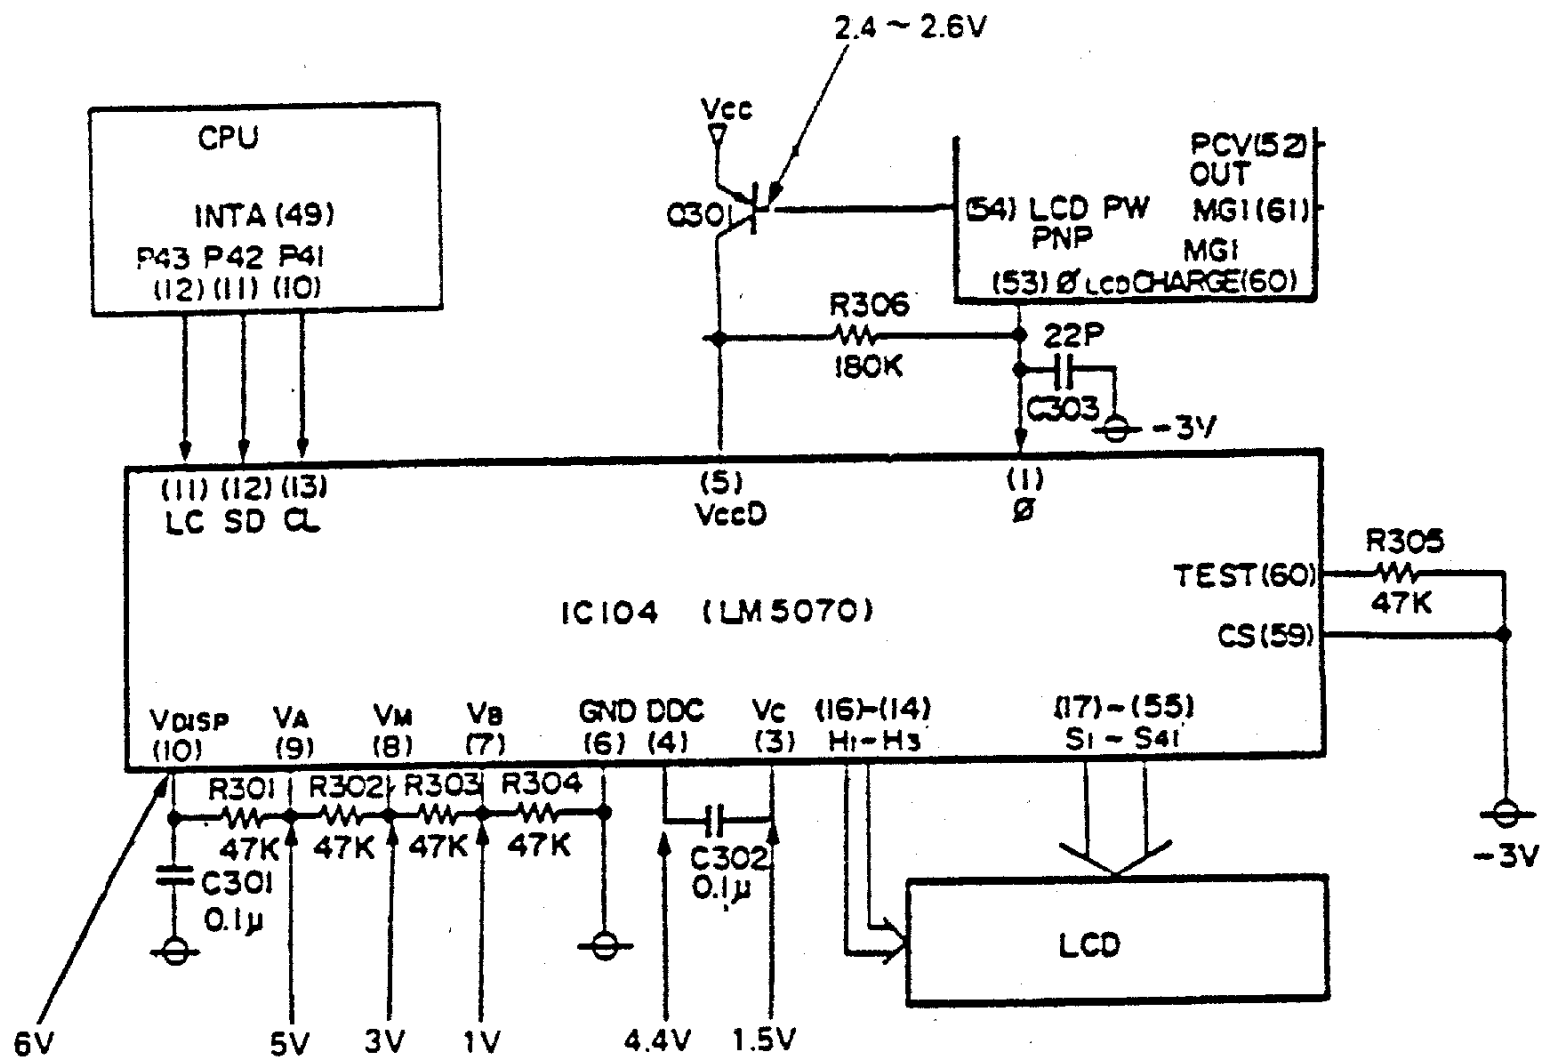 2.4 ~ 2.6V
Vcc
CPU
PCV(52)
OUT
INTA (49)
Q301
(54) LCD PW
MG1(61)
PNP
MG1
P43 P42 P41
(12) (11) (10)
(53) Ø LCD CHARGE(60)
R306
180K
22P
C303
-3V
(11) (12) (13)
LC SD CL
(5)
VccD
(1)
Ø
R305
TEST(60)
47K
IC104 (LM5070)
CS(59)
VDISP
(10)
VA
(9)
VM
(8)
VB
(7)
GND
(6)
DDC
(4)
Vc
(3)
(16)-(14)
H1-H3
(17)-(55)
S1 - S41
R301
R302
R303
R304
47K
47K
47K
47K
C301
0.1µ
C302
0.1µ
-3V
LCD
6V
5V
3V
1V
4.4V
1.5V